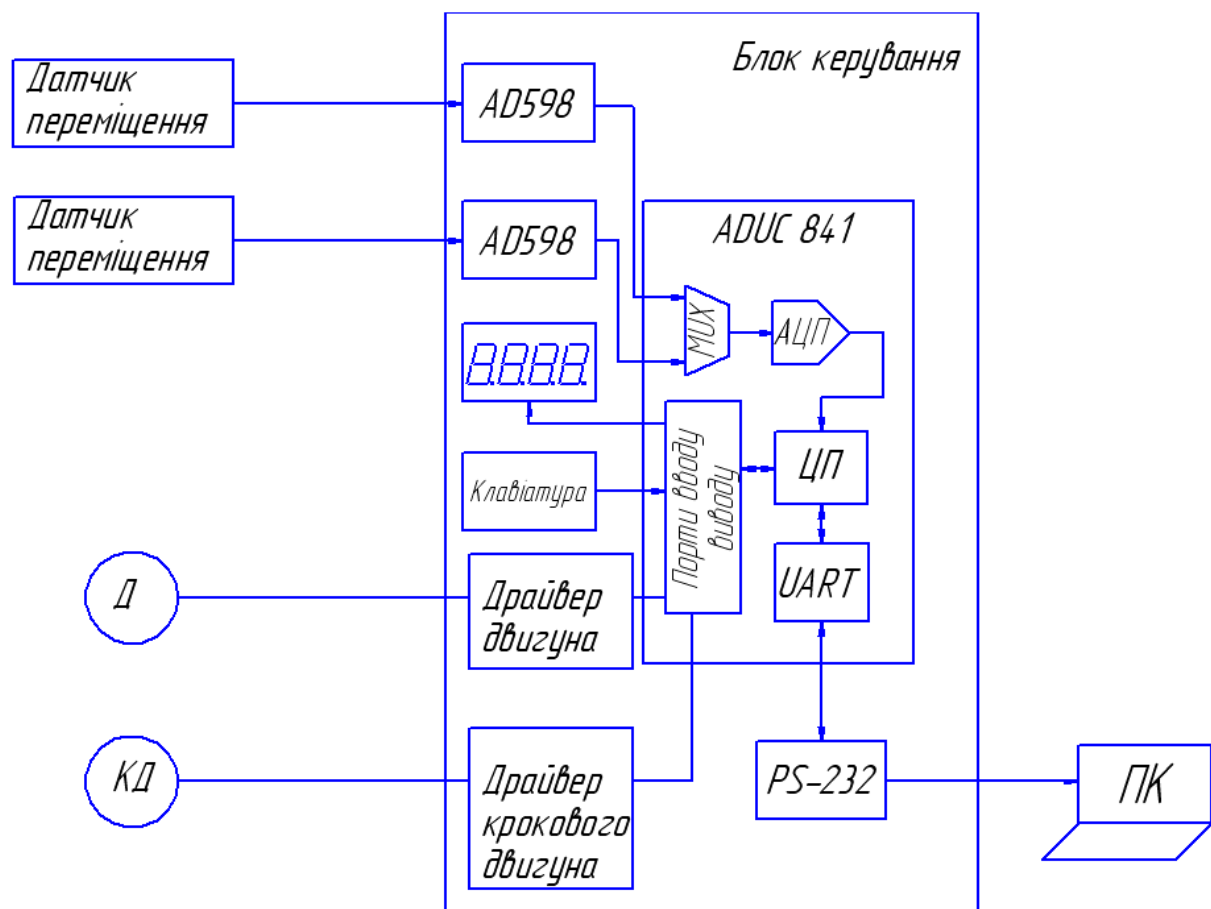 Блок керування
Датчик
переміщення
AD598
Датчик
переміщення
AD598
ADUC 841
MUX
АЦП
8.8.8.8.
Клавіатура
Порти вводу
виводу
ЦП
UART
Д
Драйвер
двигуна
КД
Драйвер
крокового
двигуна
PS-232
ПК